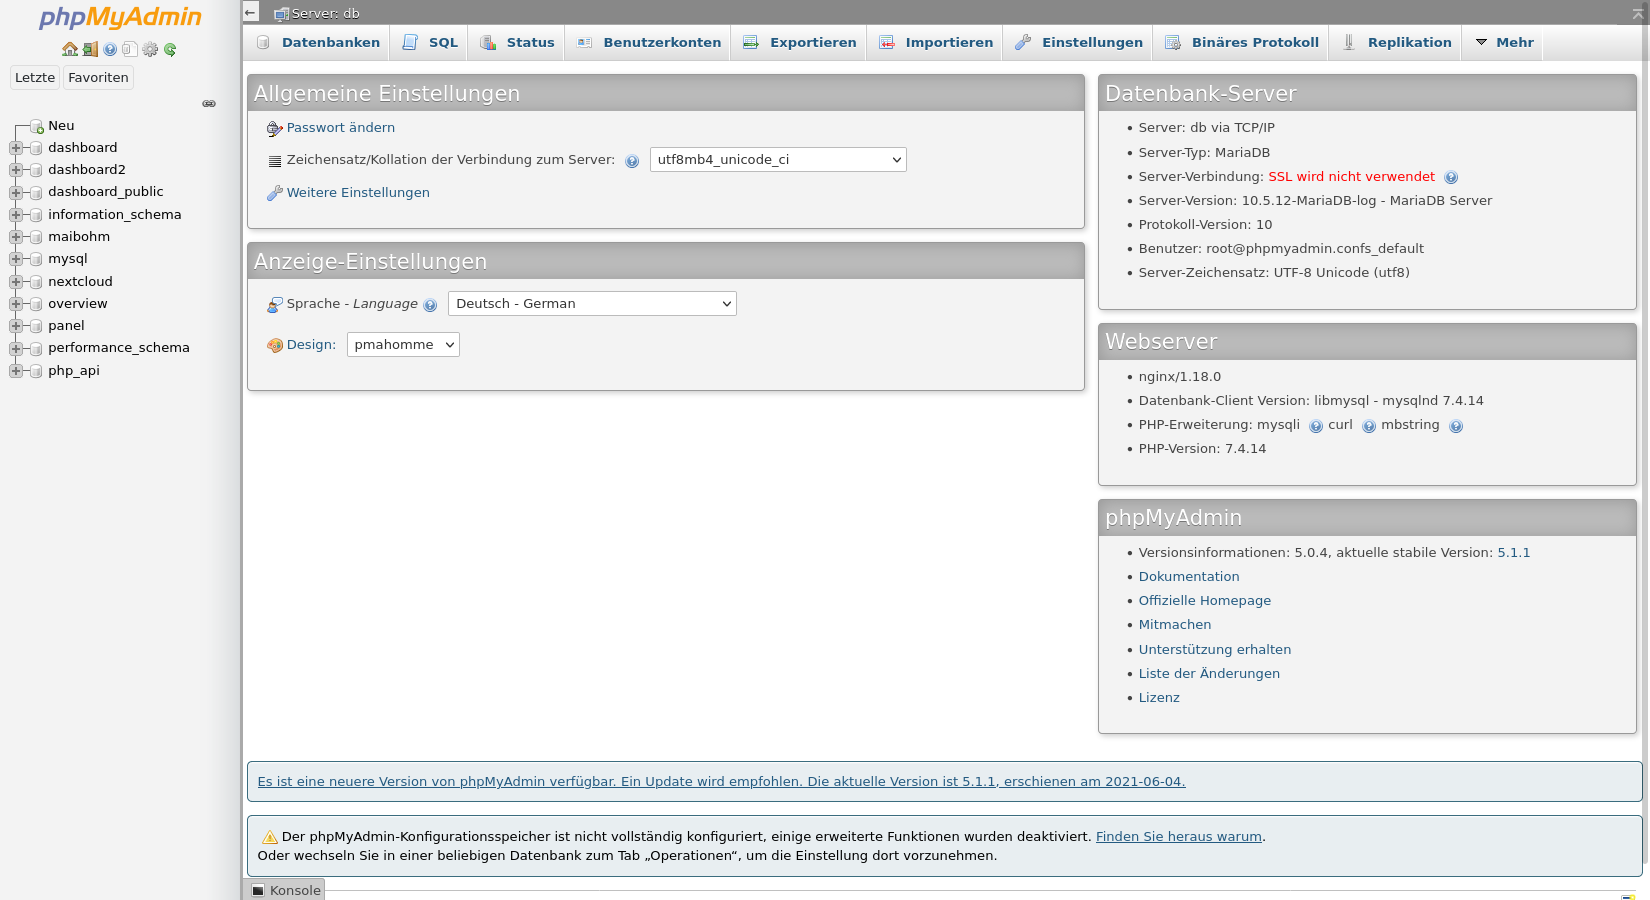 phpMyAdmin
Letzte Favoriten
Neu
dashboard
dashboard2
dashboard_public
information_schema
maibohm
mysql
nextcloud
overview
panel
performance_schema
php_api
Server: db
Datenbanken SQL Status Benutzerkonten Exportieren Importieren Einstellungen Binäres Protokoll Replikation Mehr
Allgemeine Einstellungen
Passwort ändern
Zeichensatz/Kollation der Verbindung zum Server: utf8mb4_unicode_ci
Weitere Einstellungen
Anzeige-Einstellungen
Sprache - Language Deutsch - German
Design: pmahomme
Datenbank-Server
Server: db via TCP/IP
Server-Typ: MariaDB
Server-Verbindung: SSL wird nicht verwendet
Server-Version: 10.5.12-MariaDB-log - MariaDB Server
Protokoll-Version: 10
Benutzer: root@phpmyadmin.confs_default
Server-Zeichensatz: UTF-8 Unicode (utf8)
Webserver
nginx/1.18.0
Datenbank-Client Version: libmysql - mysqlnd 7.4.14
PHP-Erweiterung: mysqli curl mbstring
PHP-Version: 7.4.14
phpMyAdmin
Versionsinformationen: 5.0.4, aktuelle stabile Version: 5.1.1
Dokumentation
Offizielle Homepage
Mitmachen
Unterstützung erhalten
Liste der Änderungen
Lizenz
Es ist eine neuere Version von phpMyAdmin verfügbar. Ein Update wird empfohlen. Die aktuelle Version ist 5.1.1, erschienen am 2021-06-04.
Der phpMyAdmin-Konfigurationsspeicher ist nicht vollständig konfiguriert, einige erweiterte Funktionen wurden deaktiviert. Finden Sie heraus warum.
Oder wechseln Sie in einer beliebigen Datenbank zum Tab „Operationen“, um die Einstellung dort vorzunehmen.
Konsole